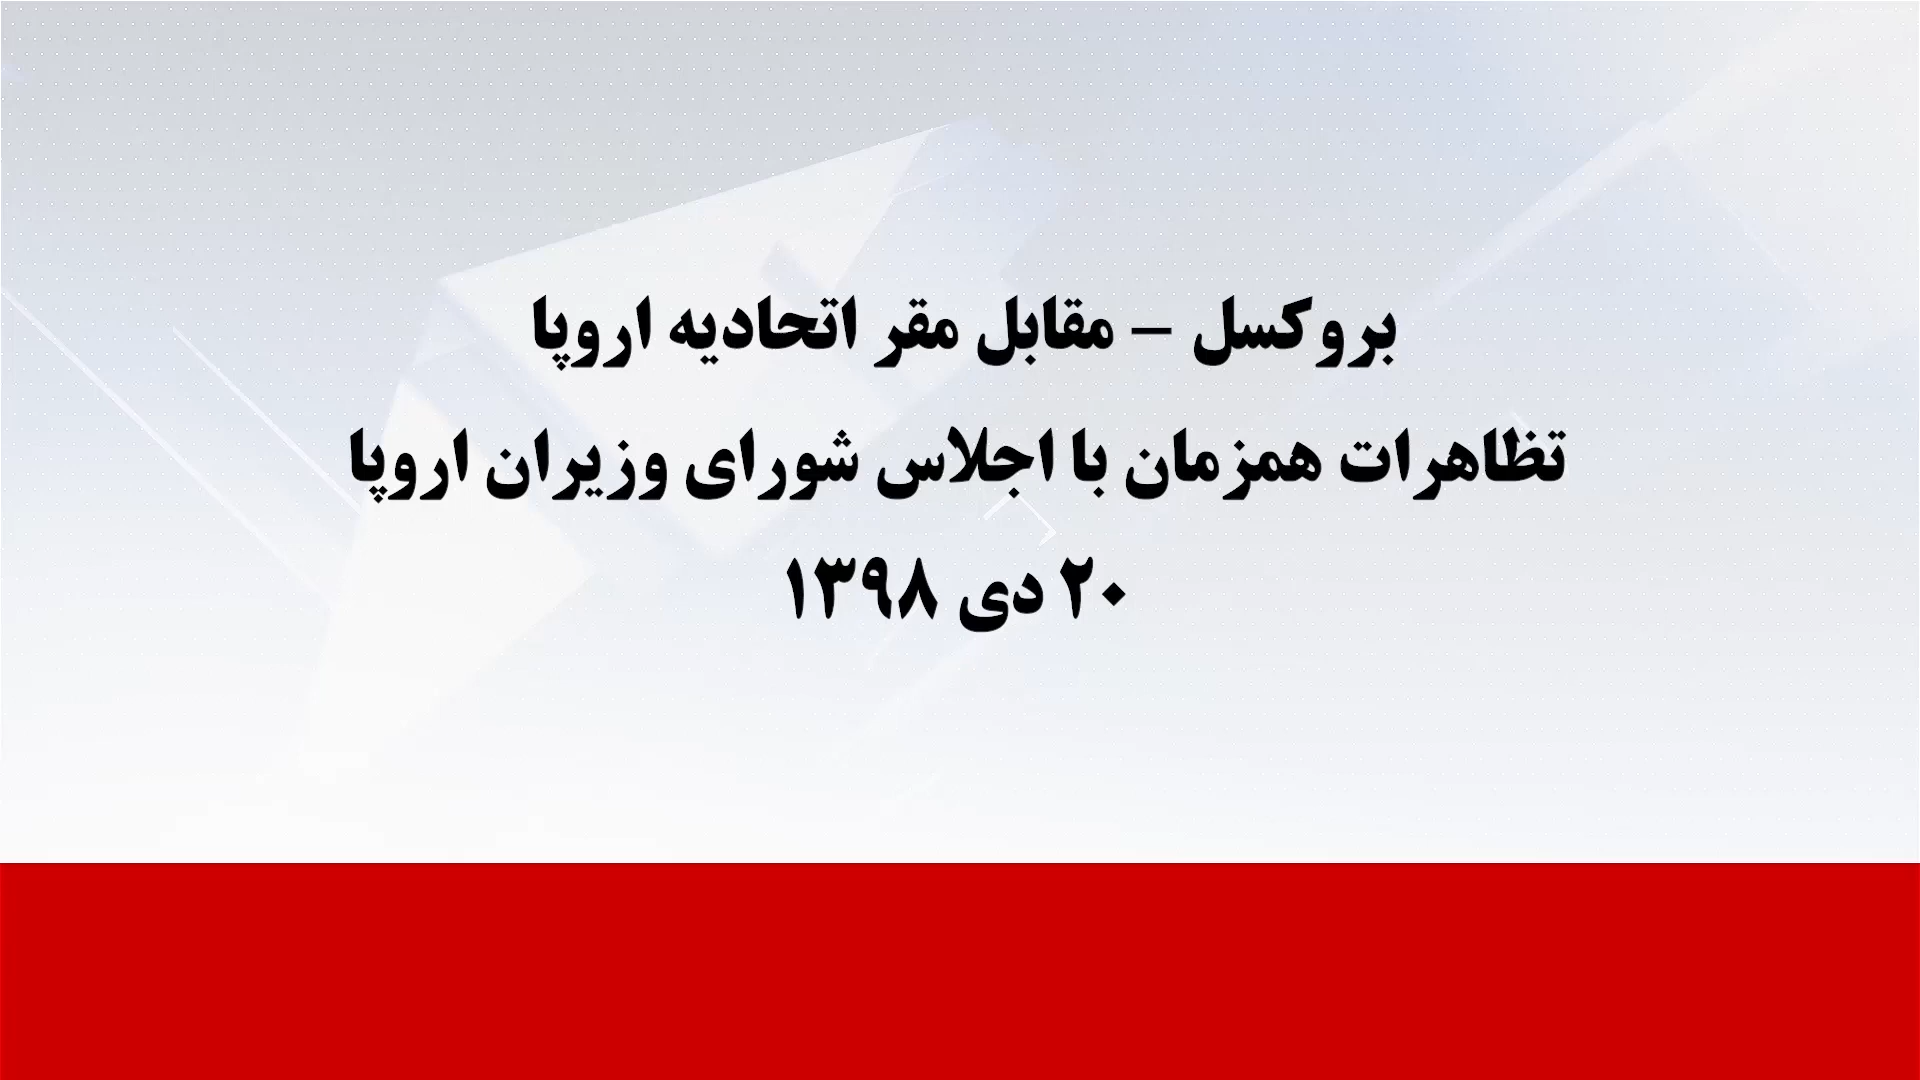 بروکسل - مقابل مقر اتحادیه اروپا
تظاهرات همزمان با اجلاس شورای وزیران اروپا
۲۰ دی ۱۳۹۸